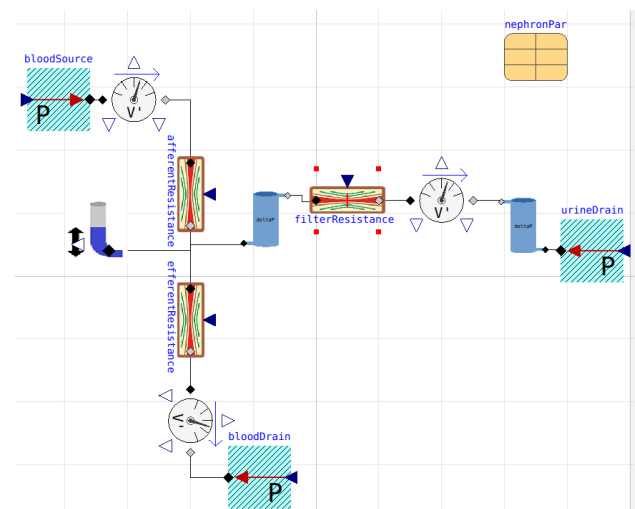 nephronPar
bloodSource
P
V'
afferentResistance
deltaP
filterResistance
V'
deltaP
urineDrain
P
efferentResistance
V'
bloodDrain
P